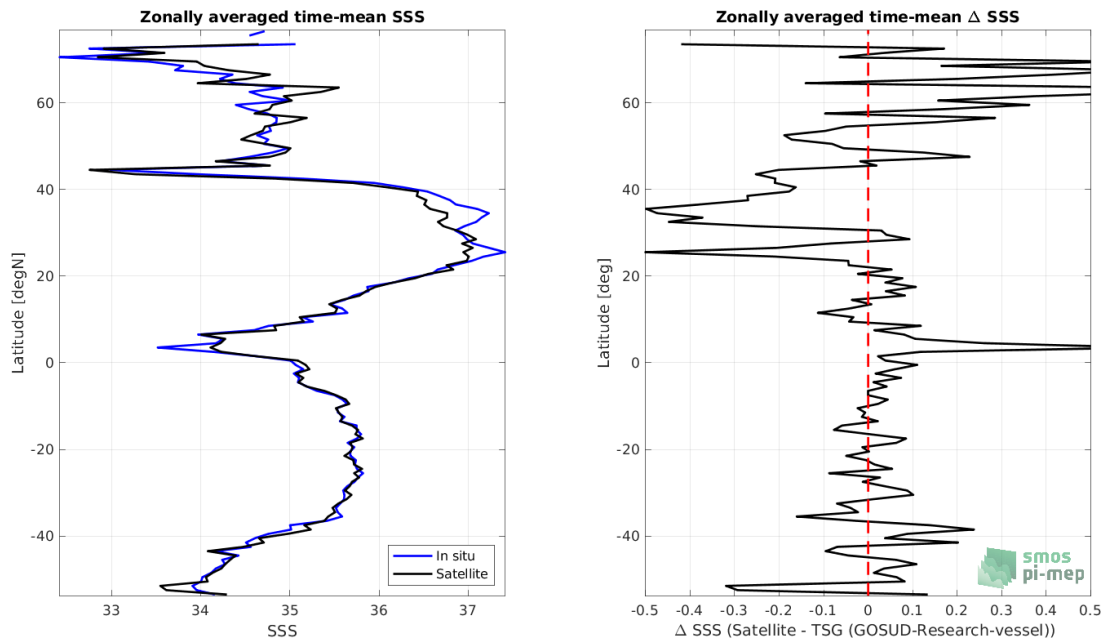 Zonally averaged time-mean SSS
Latitude [degN]
60
40
20
0
-20
-40
33
34
35
36
37
SSS
In situ
Satellite
Zonally averaged time-mean Δ SSS
Latitude [deg]
60
40
20
0
-20
-40
-0.5
-0.4
-0.3
-0.2
-0.1
0
0.1
0.2
0.3
0.4
0.5
Δ SSS (Satellite - TSG (GOSUD-Research-vessel))
smos
pi-mep